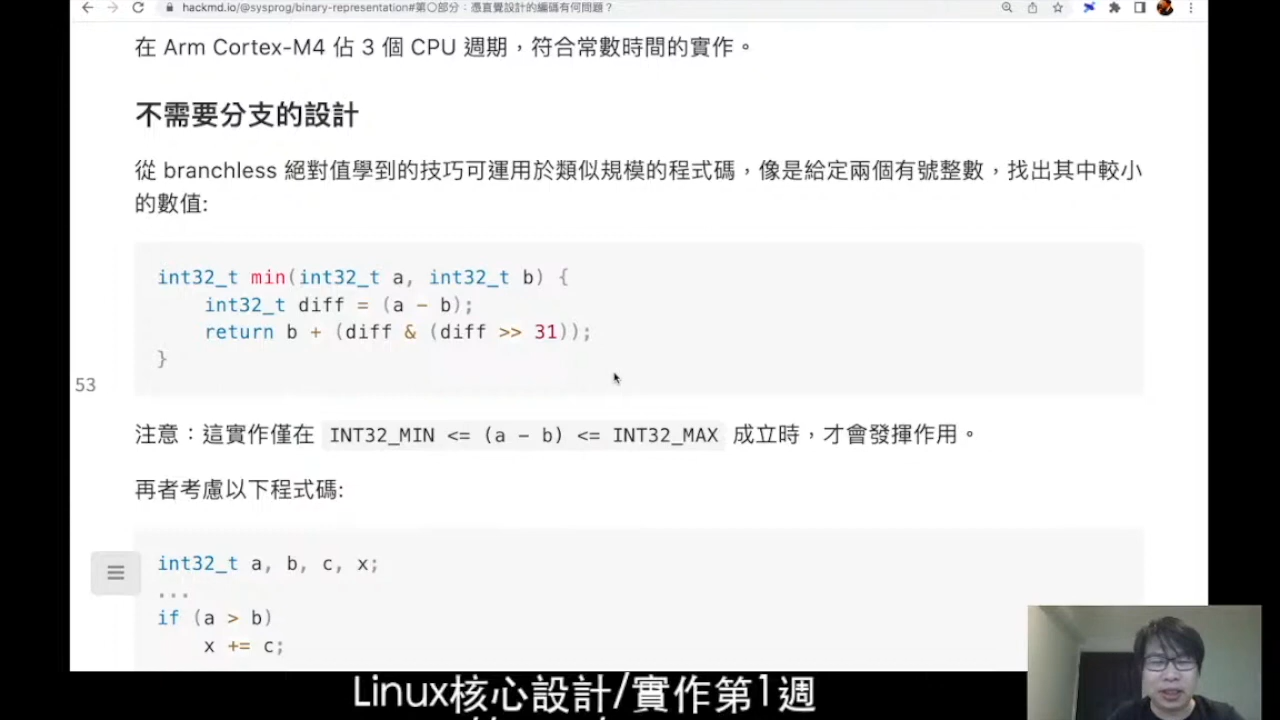 hackmd.io/@sysprog/binary-representation#第〇部分：憑直覺設計的編碼有何問題？
在 Arm Cortex-M4 佔 3 個 CPU 週期，符合常數時間的實作。
不需要分支的設計
從 branchless 絕對值學到的技巧可運用於類似規模的程式碼，像是給定兩個有號整數，找出其中較小
的數值:
int32_t min(int32_t a, int32_t b) {
int32_t diff = (a - b);
return b + (diff & (diff >> 31));
}
53
注意：這實作僅在 INT32_MIN <= (a - b) <= INT32_MAX 成立時，才會發揮作用。
再者考慮以下程式碼:
int32_t a, b, c, x;
...
if (a > b)
x += c;
Linux核心設計/實作第1週